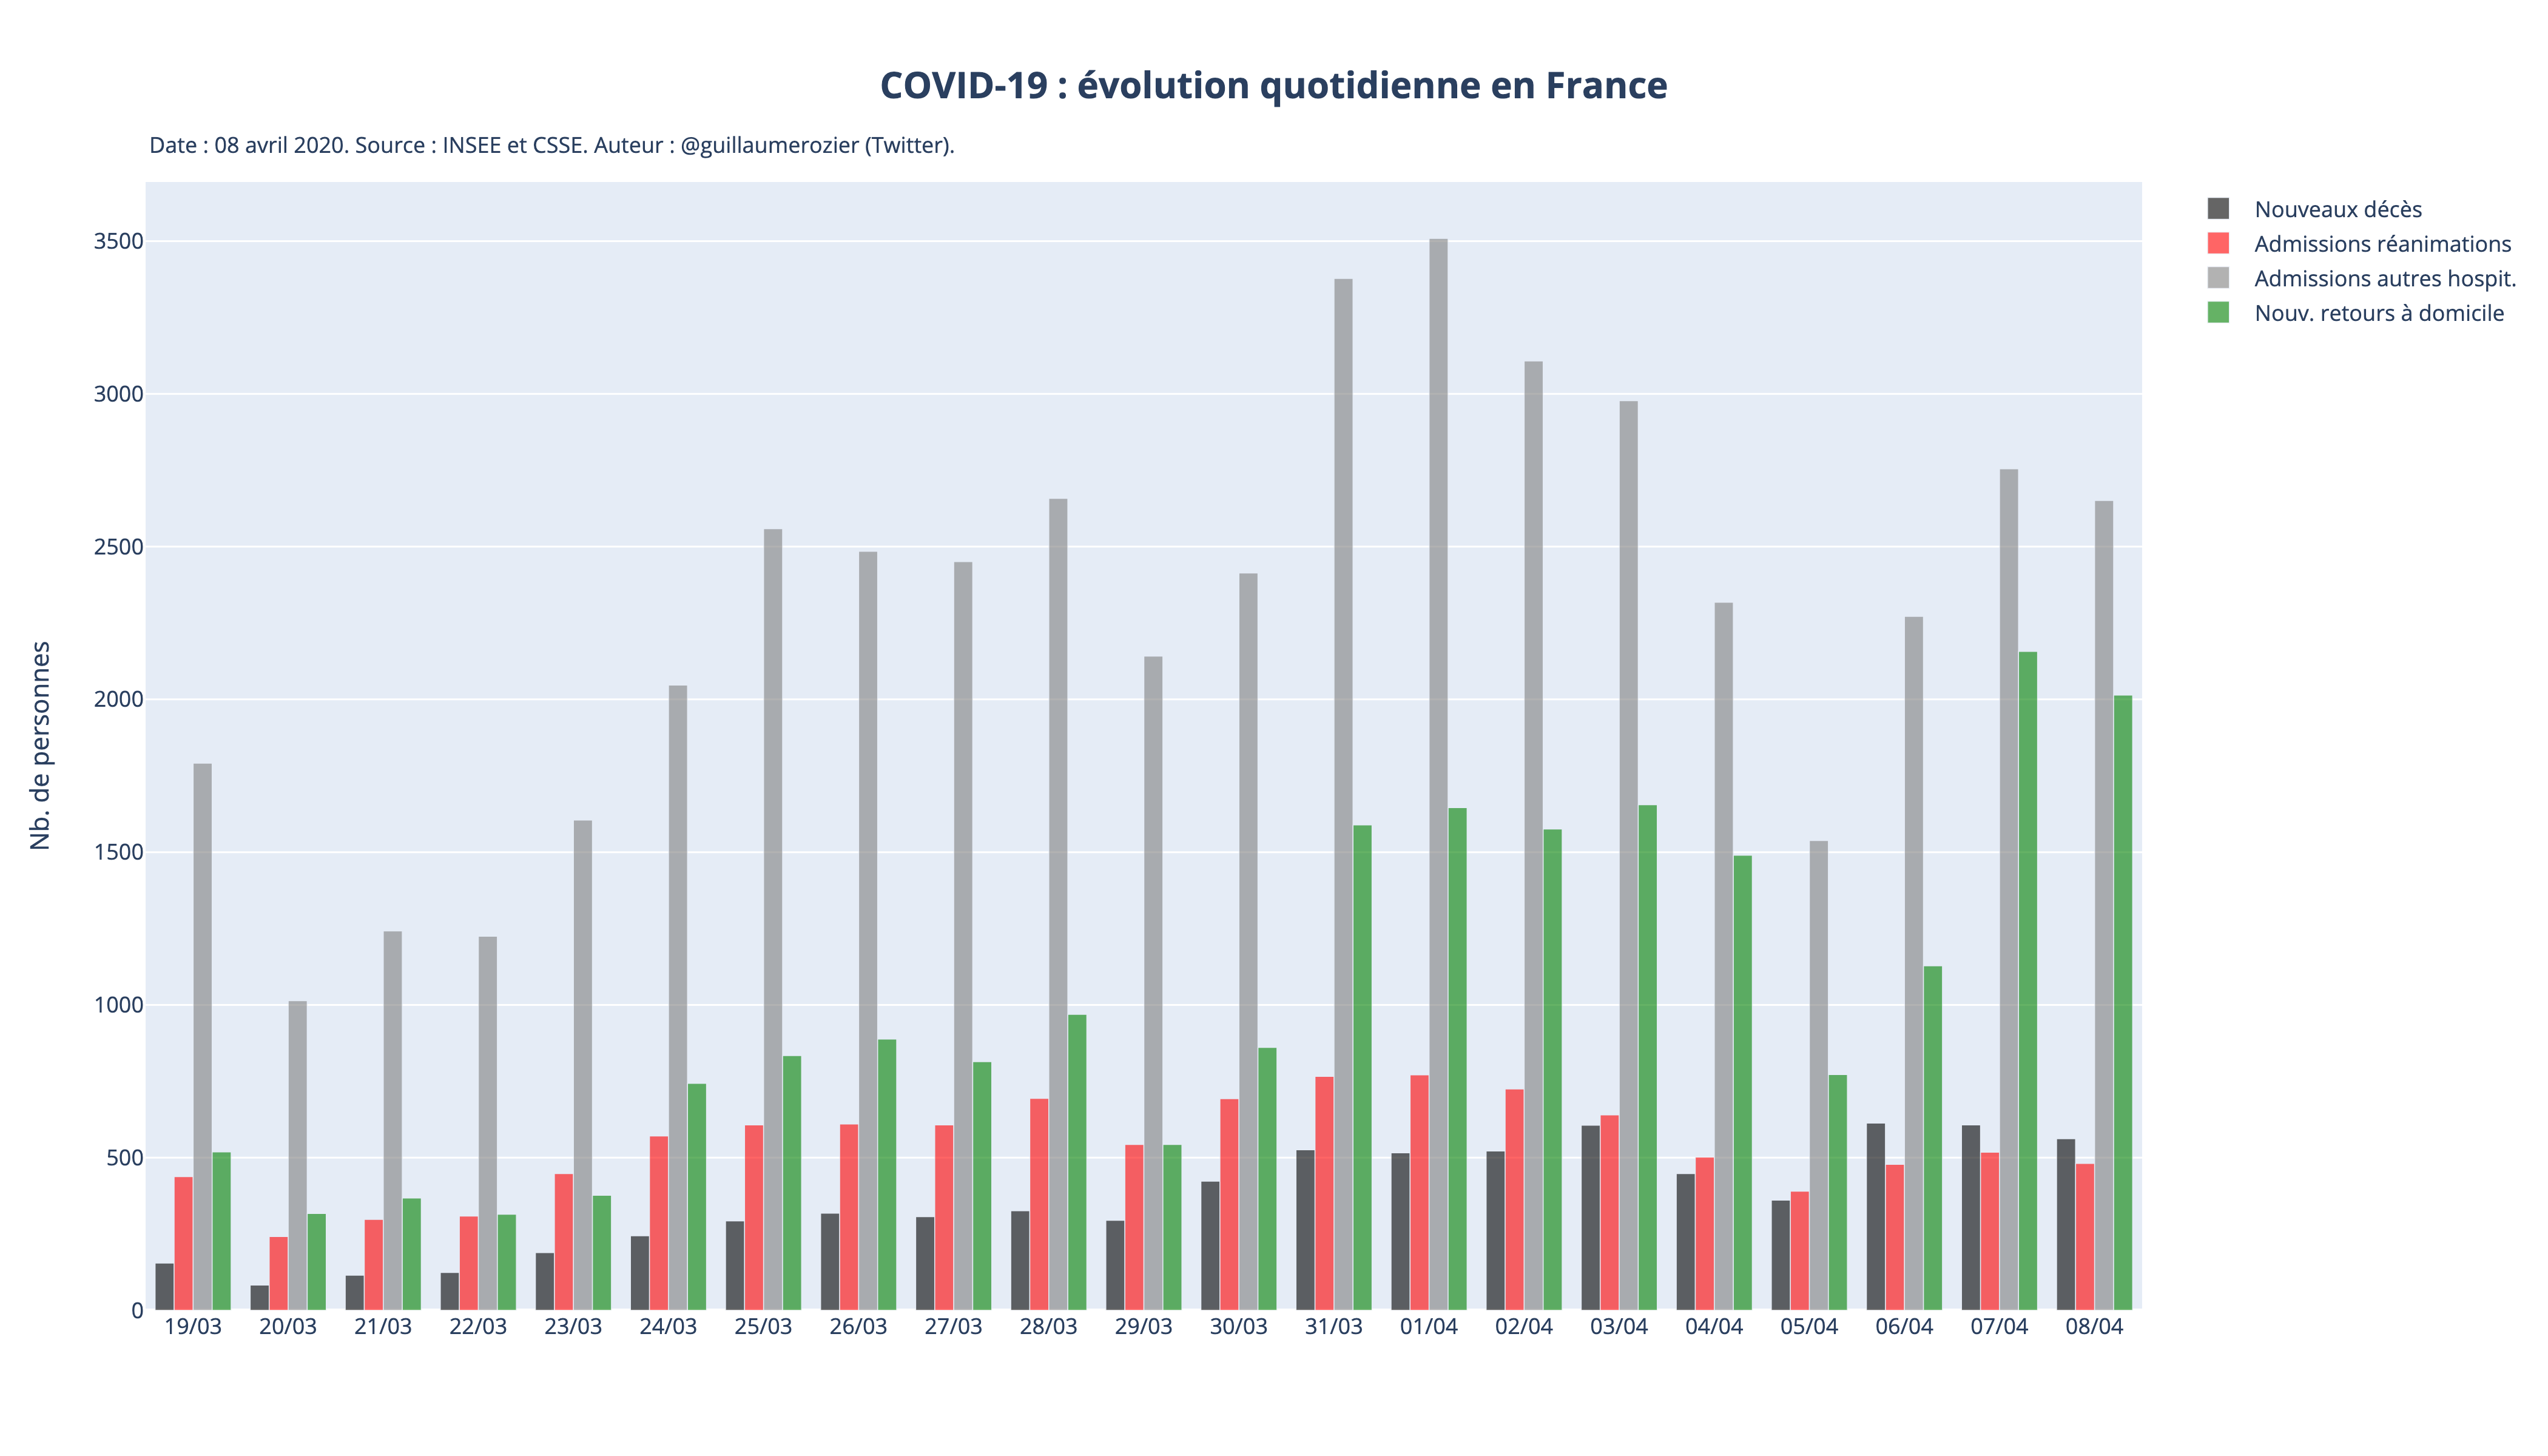 COVID-19 : évolution quotidienne en France
Date : 08 avril 2020. Source : INSEE et CSSE. Auteur : @guillaumerozier (Twitter).
Nouveaux décès
Admissions réanimations
Admissions autres hospit.
Nouv. retours à domicile
Nb. de personnes
3500
3000
2500
2000
1500
1000
500
0
19/03 20/03 21/03 22/03 23/03 24/03 25/03 26/03 27/03 28/03 29/03 30/03 31/03 01/04 02/04 03/04 04/04 05/04 06/04 07/04 08/04